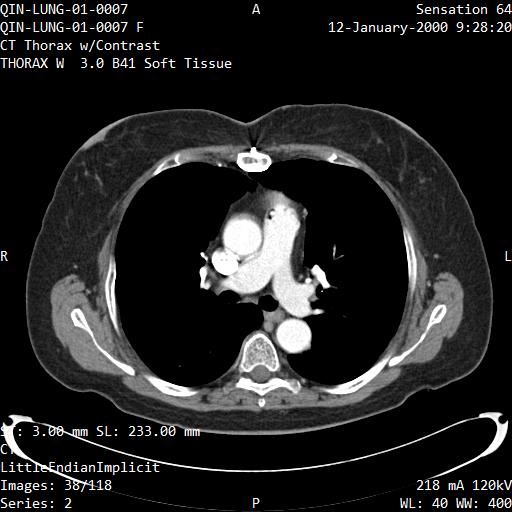 QIN-LUNG-01-0007
A
Sensation 64
QIN-LUNG-01-0007 F
12-January-2000 9:28:20
CT Thorax w/Contrast
THORAX W 3.0 B41 Soft Tissue
R
L
3.00 mm SL: 233.00 mm
LittleEndianImplicit
Images: 38/118
218 mA 120kV
Series: 2
P
WL: 40 WW: 400